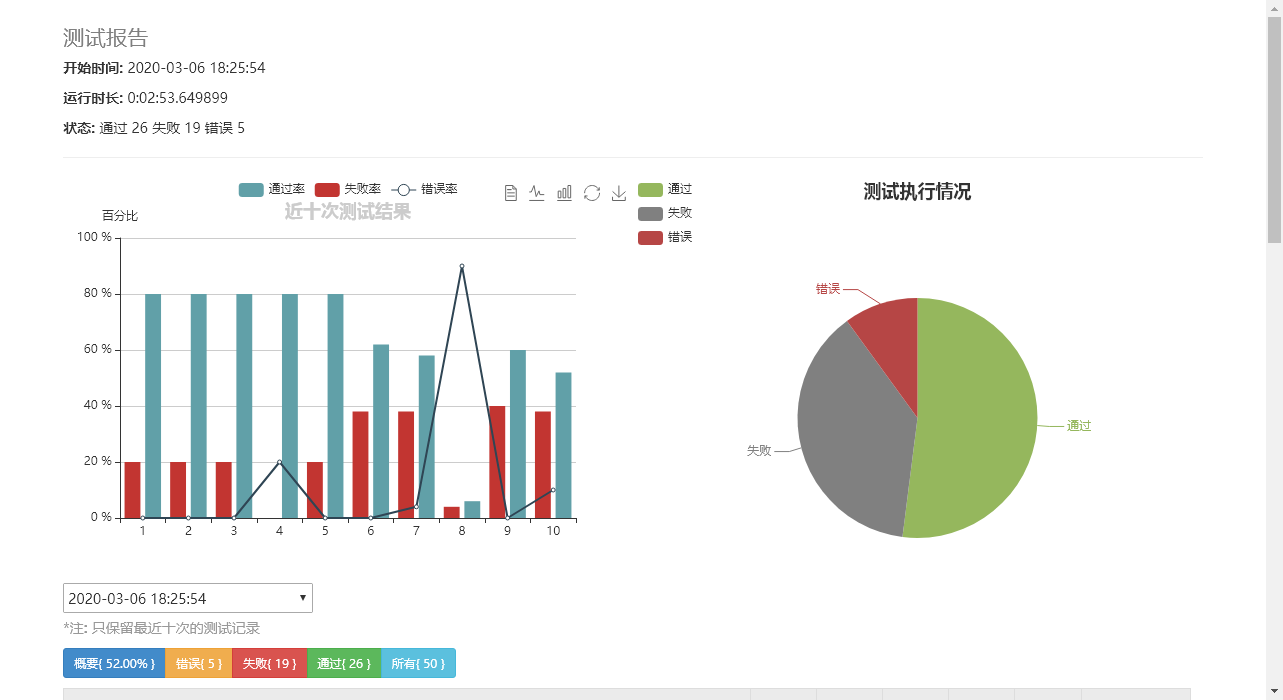 测试报告
开始时间: 2020-03-06 18:25:54
运行时长: 0:02:53.649899
状态: 通过 26 失败 19 错误 5
通过率 失败率 错误率
近十次测试结果
百分比
100 %
80 %
60 %
40 %
20 %
0 %
1 2 3 4 5 6 7 8 9 10
通过
失败
错误
测试执行情况
错误
失败
通过
2020-03-06 18:25:54
*注: 只保留最近十次的测试记录
概要{ 52.00% } 错误{ 5 } 失败{ 19 } 通过{ 26 } 所有{ 50 }